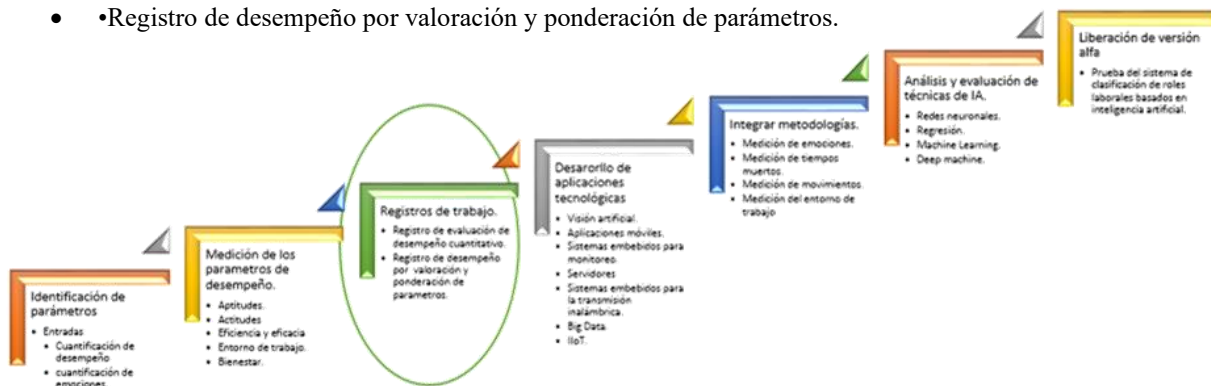 • •Registro de desempeño por valoración y ponderación de parámetros.
Identificación de
parámetros
• Entradas
• Cuantificación de
desempeño
• cuantificación de
emociones.
Medición de los
parametros de
desempeño.
• Aptitudes.
• Actitudes
• Eficiencia y eficacia
• Entorno de trabajo.
• Bienestar.
Registros de trabajo.
• Registro de evaluación de
desempeño cuantitativo.
• Registro de desempeño
por valoración y
ponderación de
parametros.
Desarorllo de
aplicaciones
tecnológicas
• Visión artificial.
• Aplicaciones móviles.
• Sistemas embebidos para
monitoreo.
• Servidores
• Sistemas embebidos para
la transmisión
inalámbrica.
• Big Data.
• IIoT.
Integrar metodologías.
• Medición de emociones.
• Medición de tiempos
muertos.
• Medición de movimientos.
• Medición del entorno de
trabajo
Análisis y evaluación de
técnicas de IA.
• Redes neuronales.
• Regresión.
• Machine Learning.
• Deep machine.
Liberación de versión
alfa
• Prueba del sistema de
clasificación de roles
laborales basados en
inteligencia artificial.